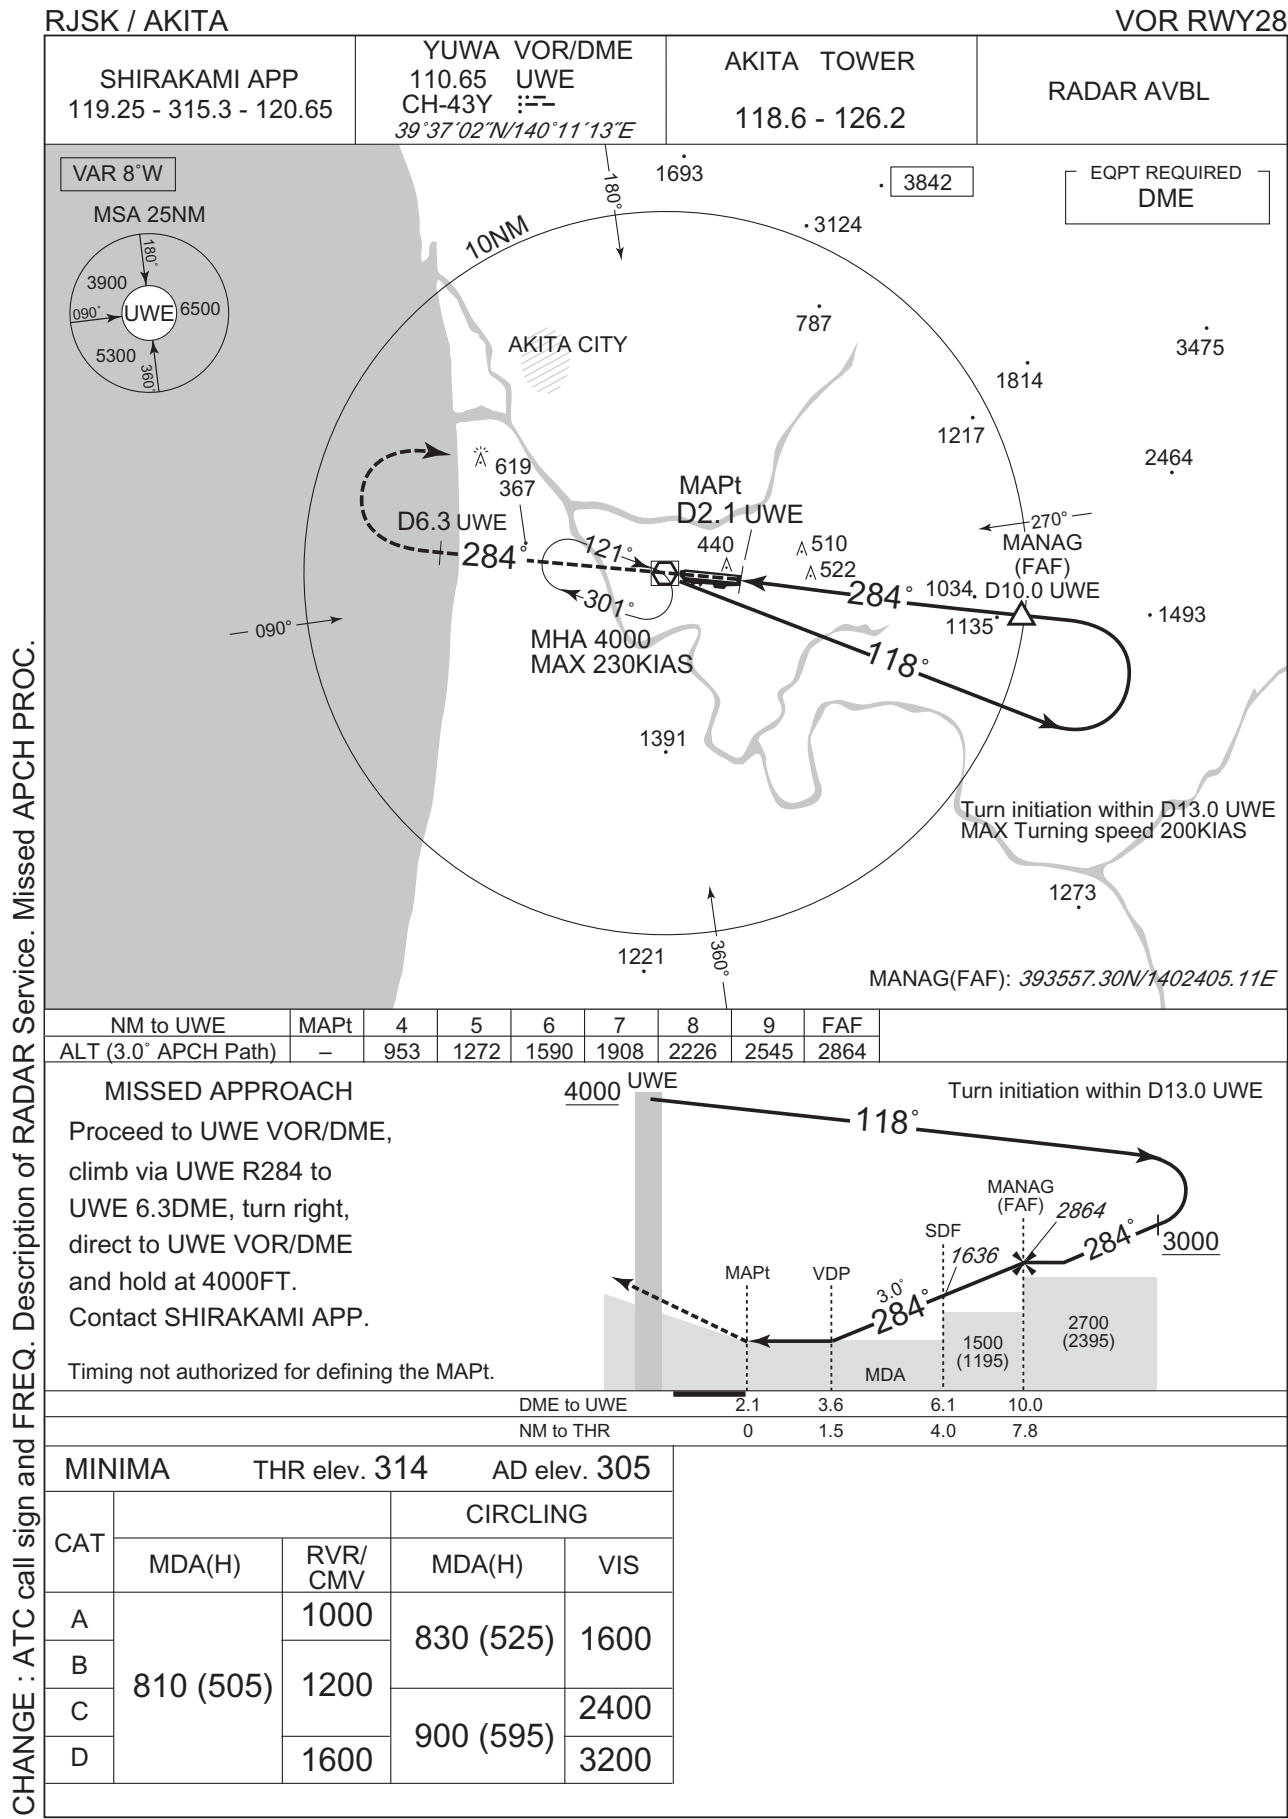 RJSK / AKITA
VOR RWY28
SHIRAKAMI APP
119.25 - 315.3 - 120.65
YUWA VOR/DME
110.65 UWE
CH-43Y
39°37´02˝N/140°11´13˝E
AKITA TOWER
118.6 - 126.2
RADAR AVBL
VAR 8˚W
MSA 25NM
180˚
3900
090˚
UWE
6500
5300
360˚
180°
1693
3842
EQPT REQUIRED
DME
10NM
3124
787
AKITA CITY
3475
1814
1217
2464
619
367
MAPt
D2.1 UWE
D6.3 UWE
284°
121°
440
510
522
270°
MANAG
(FAF)
D10.0 UWE
1034
284°
1135
1493
301°
090°
MHA 4000
MAX 230KIAS
118°
1391
Turn initiation within D13.0 UWE
MAX Turning speed 200KIAS
1273
360°
1221
MANAG(FAF): 393557.30N/1402405.11E
NM to UWE MAPt 4 5 6 7 8 9 FAF
ALT (3.0˚ APCH Path) – 953 1272 1590 1908 2226 2545 2864
MISSED APPROACH
Proceed to UWE VOR/DME,
climb via UWE R284 to
UWE 6.3DME, turn right,
direct to UWE VOR/DME
and hold at 4000FT.
Contact SHIRAKAMI APP.
Timing not authorized for defining the MAPt.
UWE
4000
Turn initiation within D13.0 UWE
118°
MANAG
(FAF)
2864
SDF
1636
284°
3000
MAPt
VDP
3.0°
284°
2700
(2395)
1500
(1195)
MDA
DME to UWE 2.1 3.6 6.1 10.0
NM to THR 0 1.5 4.0 7.8
MINIMA THR elev. 314 AD elev. 305
CIRCLING
CAT MDA(H) RVR/CMV MDA(H) VIS
A 1000
B 810 (505) 1200 830 (525) 1600
C 900 (595) 2400
D 1600 3200
CHANGE : ATC call sign and FREQ. Description of RADAR Service. Missed APCH PROC.